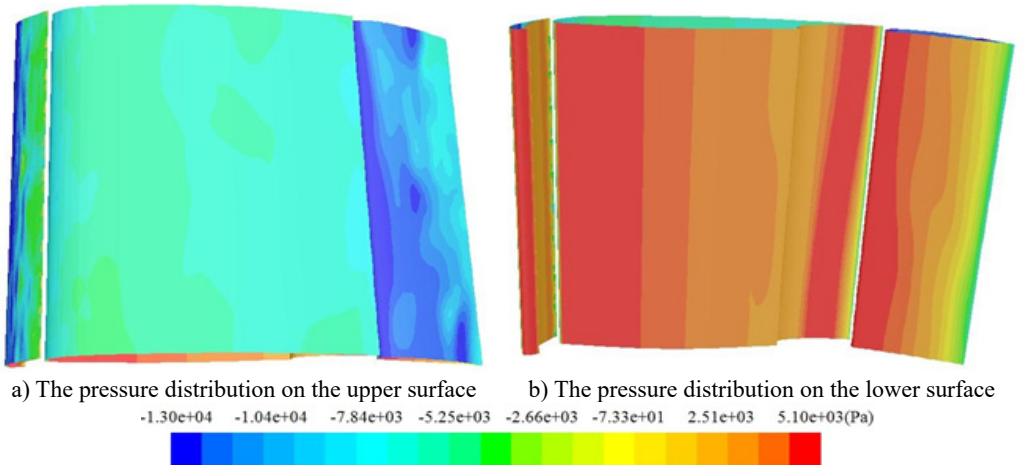 a) The pressure distribution on the upper surface
b) The pressure distribution on the lower surface
-1.30e+04 -1.04e+04 -7.84e+03 -5.25e+03 -2.66e+03 -7.33e+01 2.51e+03 5.10e+03(Pa)